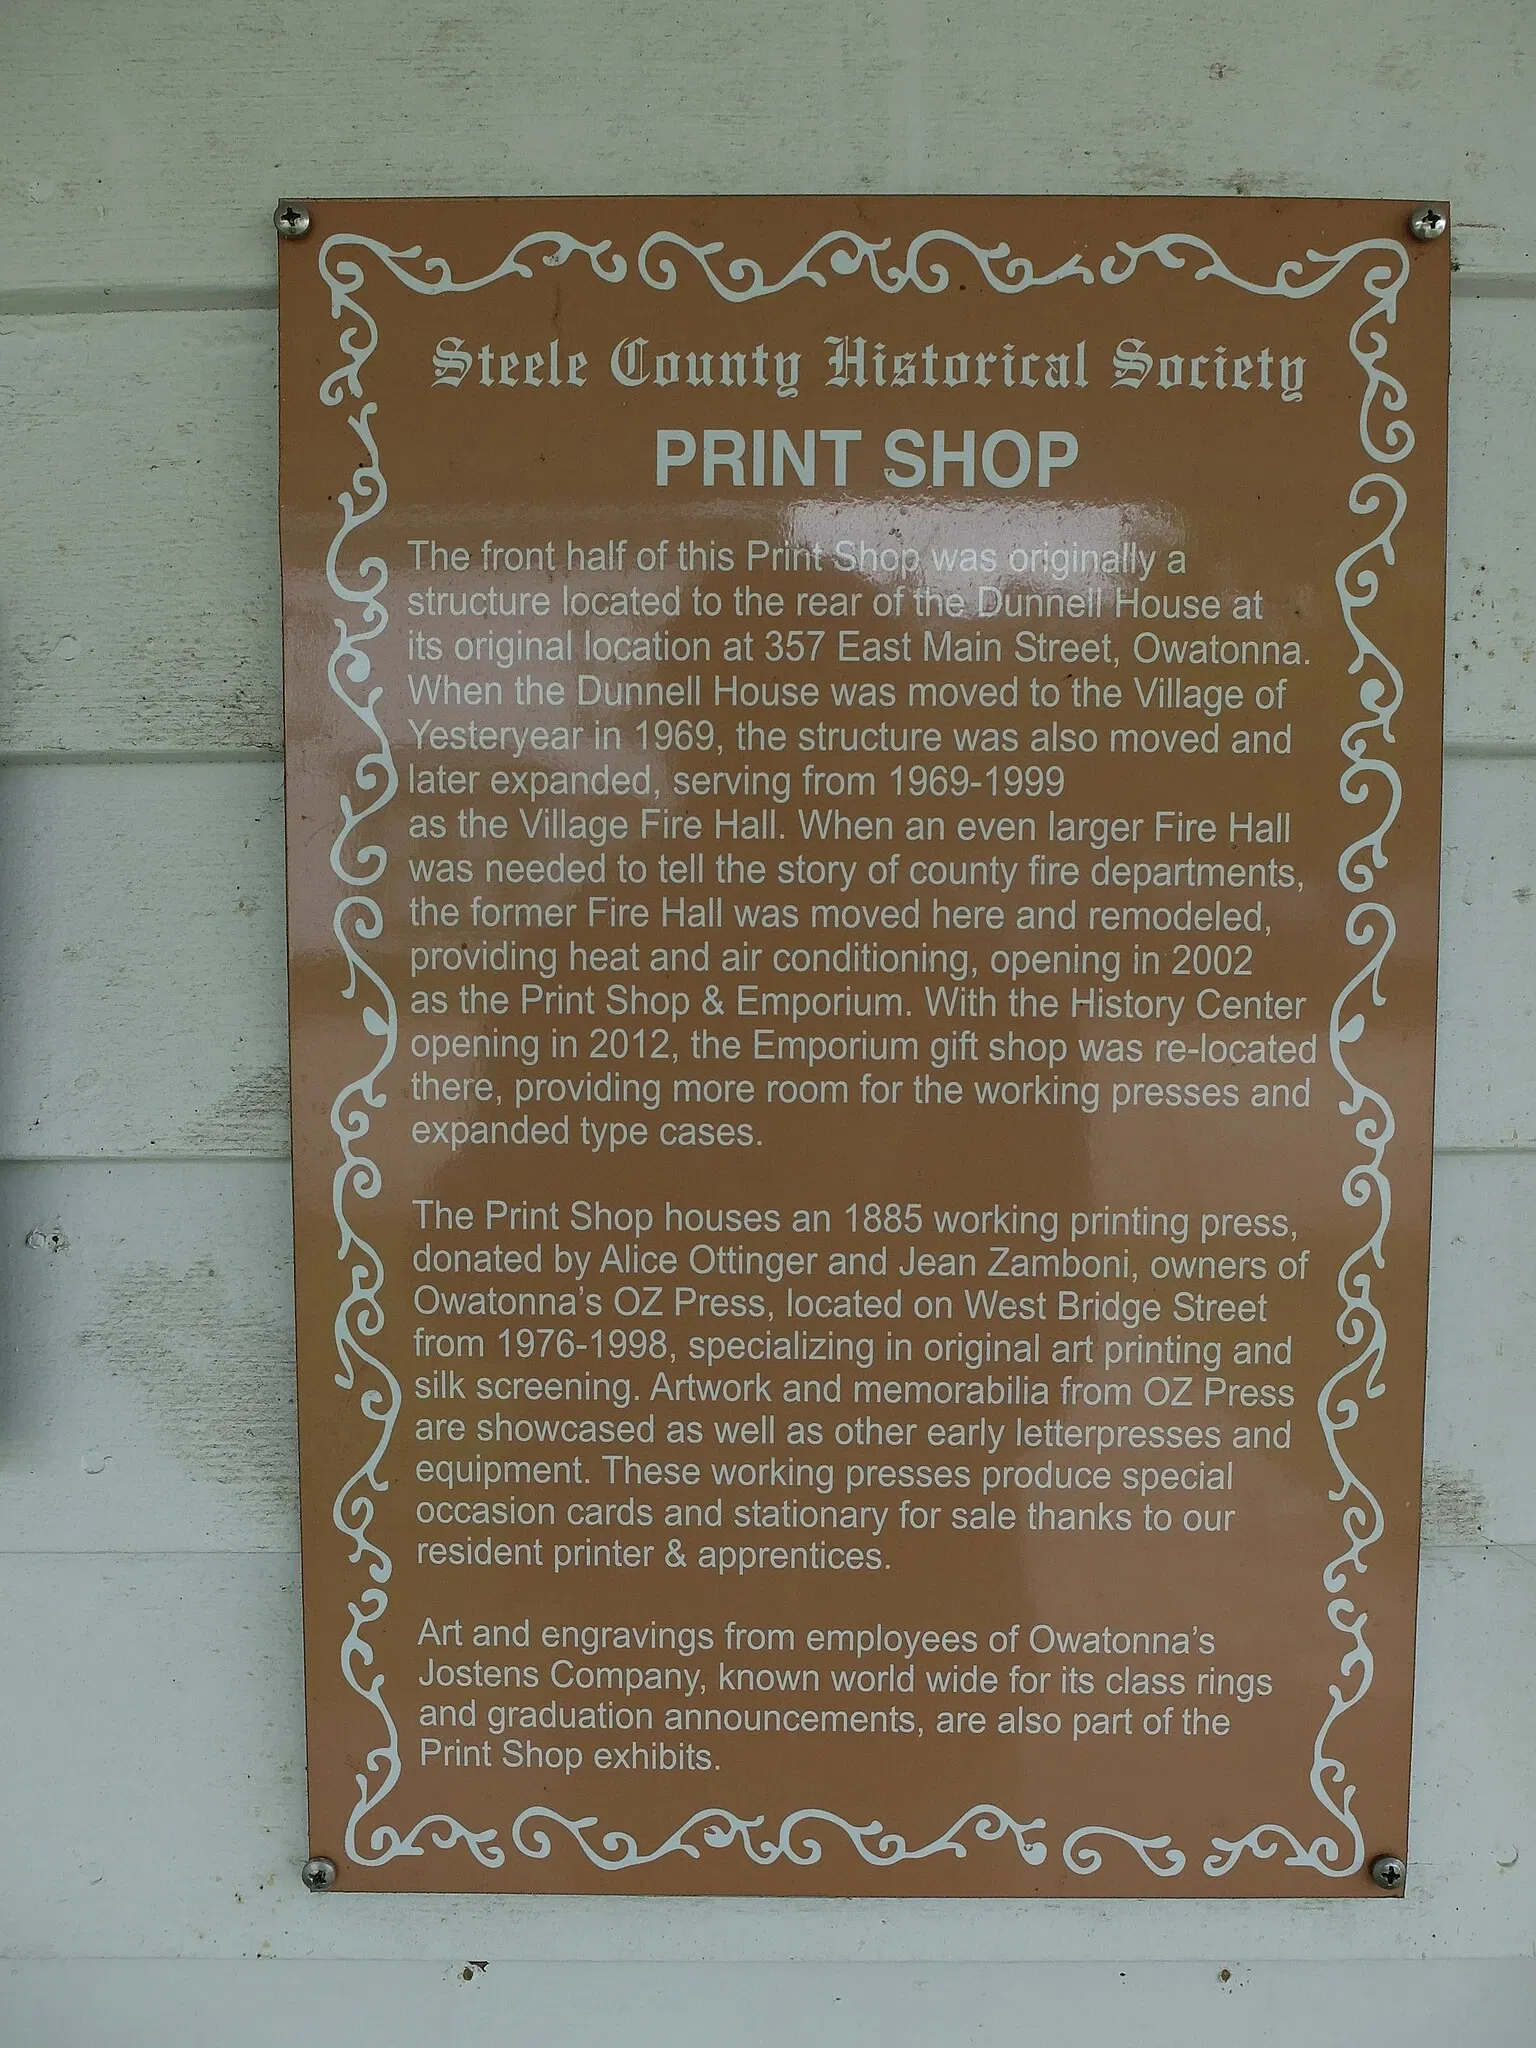 Steele County Historical Society
PRINT SHOP
The front half of this Print Shop was originally a
structure located to the rear of the Dunnell House at
its original location at 357 East Main Street, Owatonna.
When the Dunnell House was moved to the Village of
Yesteryear in 1969, the structure was also moved and
later expanded, serving from 1969-1999
as the Village Fire Hall. When an even larger Fire Hall
was needed to tell the story of county fire departments,
the former Fire Hall was moved here and remodeled,
providing heat and air conditioning, opening in 2002
as the Print Shop & Emporium. With the History Center
opening in 2012, the Emporium gift shop was re-located
there, providing more room for the working presses and
expanded type cases.
The Print Shop houses an 1885 working printing press,
donated by Alice Ottinger and Jean Zamboni, owners of
Owatonna's OZ Press, located on West Bridge Street
from 1976-1998, specializing in original art printing and
silk screening. Artwork and memorabilia from OZ Press
are showcased as well as other early letterpresses and
equipment. These working presses produce special
occasion cards and stationary for sale thanks to our
resident printer & apprentices.
Art and engravings from employees of Owatonna's
Jostens Company, known world wide for its class rings
and graduation announcements, are also part of the
Print Shop exhibits.